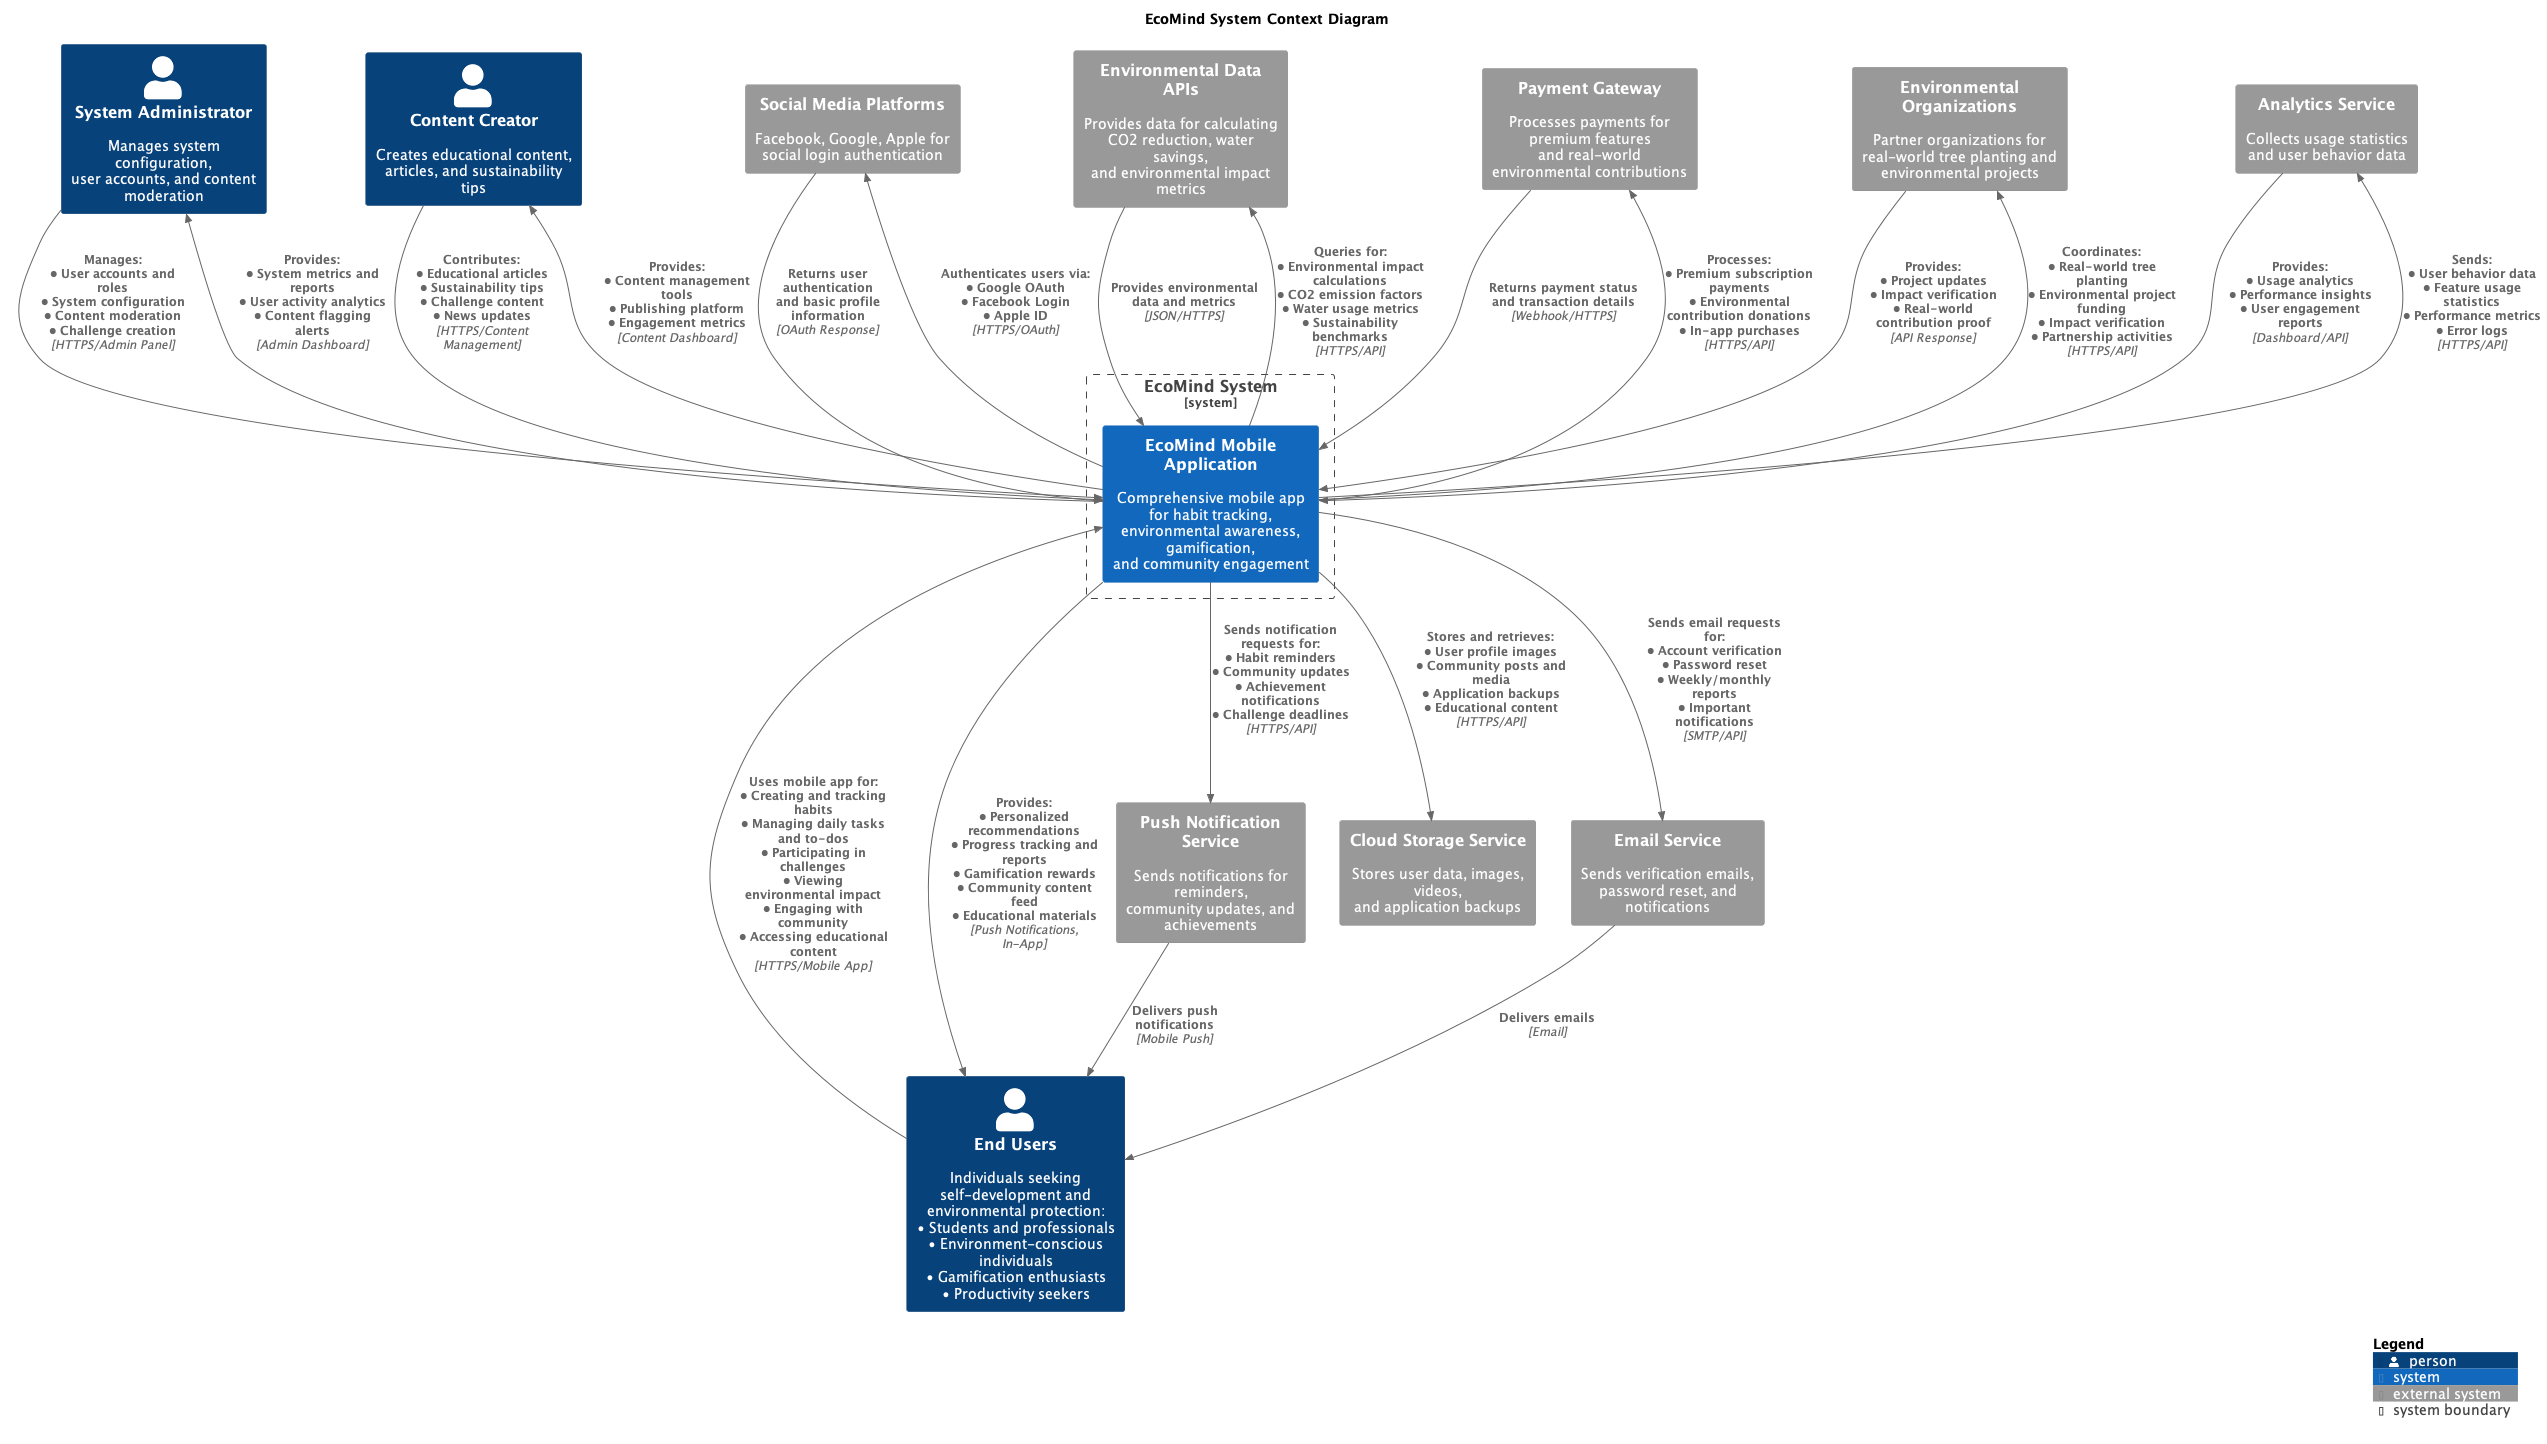 EcoMind System Context Diagram
System Administrator
Manages system
configuration,
user accounts, and content
moderation
Content Creator
Creates educational content,
articles, and sustainability
tips
Social Media Platforms
Facebook, Google, Apple for
social login authentication
Environmental Data
APIs
Provides data for calculating
CO2 reduction, water
savings,
and environmental impact
metrics
Payment Gateway
Processes payments for
premium features
and real-world
environmental contributions
Environmental
Organizations
Partner organizations for
real-world tree planting and
environmental projects
Analytics Service
Collects usage statistics
and user behavior data
Manages:
● User accounts and
roles
● System configuration
● Content moderation
● Challenge creation
[HTTPS/Admin Panel]
Provides:
● System metrics and
reports
● User activity analytics
● Content flagging
alerts
[Admin Dashboard]
Contributes:
● Educational articles
● Sustainability tips
● Challenge content
● News updates
[HTTPS/Content
Management]
Provides:
● Content management
tools
● Publishing platform
● Engagement metrics
[Content Dashboard]
Returns user
authentication
and basic profile
information
[OAuth Response]
Authenticates users via:
● Google OAuth
● Facebook Login
● Apple ID
[HTTPS/OAuth]
Provides environmental
data and metrics
[JSON/HTTPS]
Queries for:
● Environmental impact
calculations
● CO2 emission factors
● Water usage metrics
● Sustainability
benchmarks
[HTTPS/API]
Returns payment status
and transaction details
[Webhook/HTTPS]
Processes:
● Premium subscription
payments
● Environmental
contribution donations
● In-app purchases
[HTTPS/API]
Provides:
● Project updates
● Impact verification
● Real-world
contribution proof
[API Response]
Coordinates:
● Real-world tree
planting
● Environmental project
funding
● Impact verification
● Partnership activities
[HTTPS/API]
Provides:
● Usage analytics
● Performance insights
● User engagement
reports
[Dashboard/API]
Sends:
● User behavior data
● Feature usage
statistics
● Performance metrics
● Error logs
[HTTPS/API]
EcoMind System
[system]
EcoMind Mobile
Application
Comprehensive mobile app
for habit tracking,
environmental awareness,
gamification,
and community engagement
Sends notification
requests for:
● Habit reminders
● Community updates
● Achievement
notifications
● Challenge deadlines
[HTTPS/API]
Stores and retrieves:
● User profile images
● Community posts and
media
● Application backups
● Educational content
[HTTPS/API]
Sends email requests
for:
● Account verification
● Password reset
● Weekly/monthly
reports
● Important
notifications
[SMTP/API]
Uses mobile app for:
● Creating and tracking
habits
● Managing daily tasks
and to-dos
● Participating in
challenges
● Viewing
environmental impact
● Engaging with
community
● Accessing educational
content
[HTTPS/Mobile App]
Provides:
● Personalized
recommendations
● Progress tracking and
reports
● Gamification rewards
● Community content
feed
● Educational materials
[Push Notifications,
In-App]
Push Notification
Service
Sends notifications for
reminders,
community updates, and
achievements
Cloud Storage Service
Stores user data, images,
videos,
and application backups
Email Service
Sends verification emails,
password reset, and
notifications
Delivers push
notifications
[Mobile Push]
Delivers emails
[Email]
End Users
Individuals seeking
self-development and
environmental protection:
• Students and professionals
• Environment-conscious
individuals
• Gamification enthusiasts
• Productivity seekers
Legend
person
system
external system
system boundary